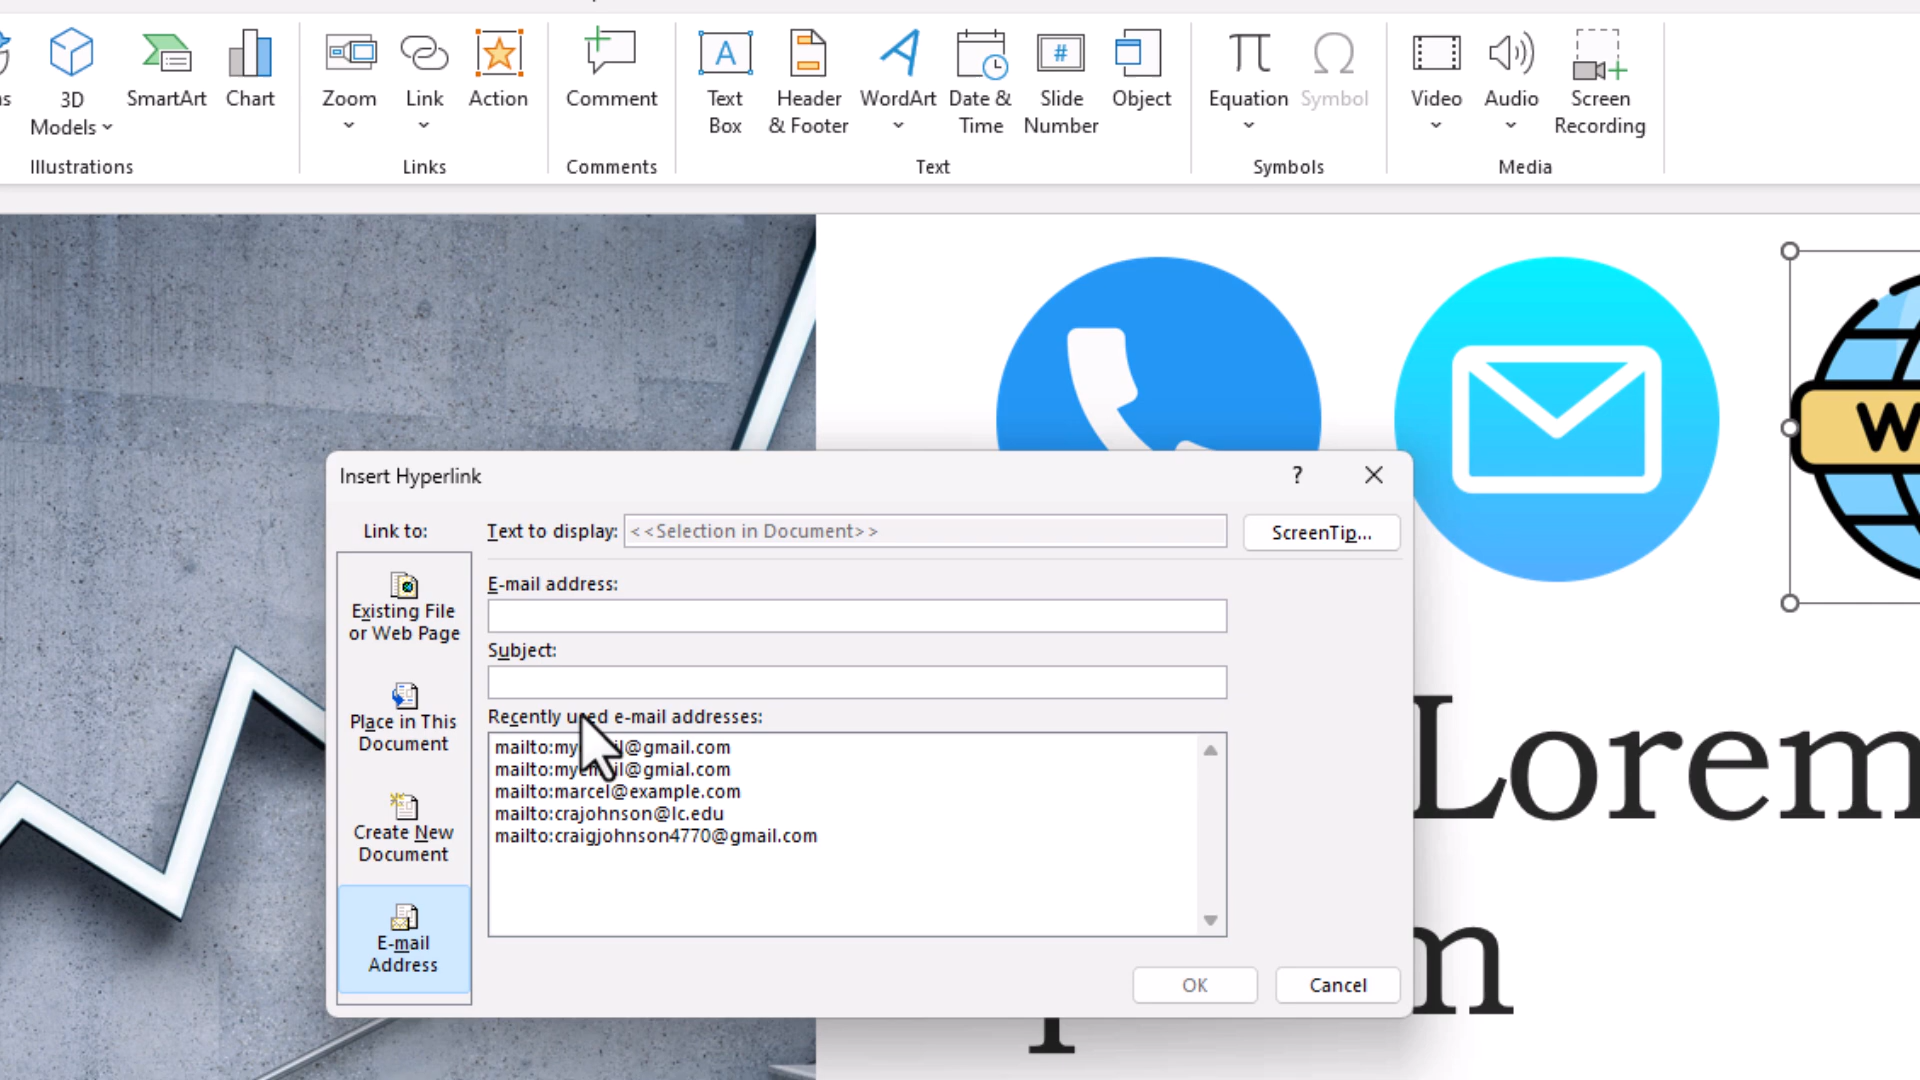 3D
Models
SmartArt
Chart
Zoom
Link
Action
Comment
Text
Box
Header
& Footer
WordArt
Date &
Time
#
Slide
Number
Object
Equation
Symbol
Video
Audio
Screen
Recording
Illustrations
Links
Comments
Text
Symbols
Media
Insert Hyperlink
?
Link to:
Text to display:
<<Selection in Document>>
ScreenTip...
Existing File
or Web Page
Place in This
Document
Create New
Document
E-mail
Address
E-mail address:
Subject:
Recently used e-mail addresses:
mailto:myemail@gmail.com
mailto:myemail@gmial.com
mailto:marcel@example.com
mailto:crajohnson@lc.edu
mailto:craigjohnson4770@gmail.com
OK
Cancel
W
Lorem